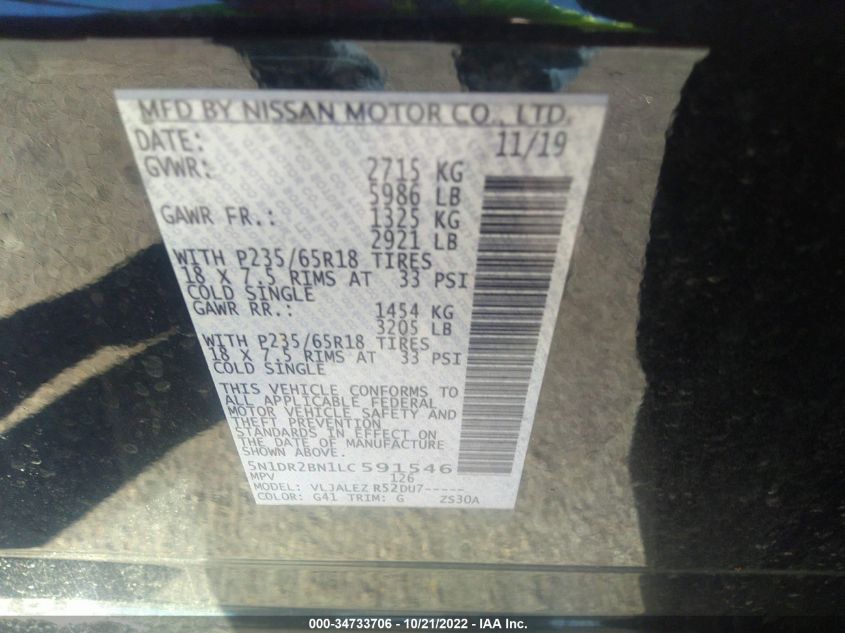 MFD BY NISSAN MOTOR CO., LTD.
DATE: 11/19
GVWR: 2715 KG
5986 LB
GAWR FR.: 1325 KG
2921 LB
WITH P235/65R18 TIRES
18 X 7.5 RIMS AT 33 PSI
COLD SINGLE
GAWR RR.: 1454 KG
3205 LB
WITH P235/65R18 TIRES
18 X 7.5 RIMS AT 33 PSI
COLD SINGLE
THIS VEHICLE CONFORMS TO
ALL APPLICABLE FEDERAL
MOTOR VEHICLE SAFETY AND
THEFT PREVENTION
STANDARDS IN EFFECT ON
THE DATE OF MANUFACTURE
SHOWN ABOVE.
5N1DR2BN1LC591546
MPV 126
MODEL: VLJALEZ R52DU7-----
COLOR: G41 TRIM: G ZS30A
000-34733706 - 10/21/2022 - IAA Inc.